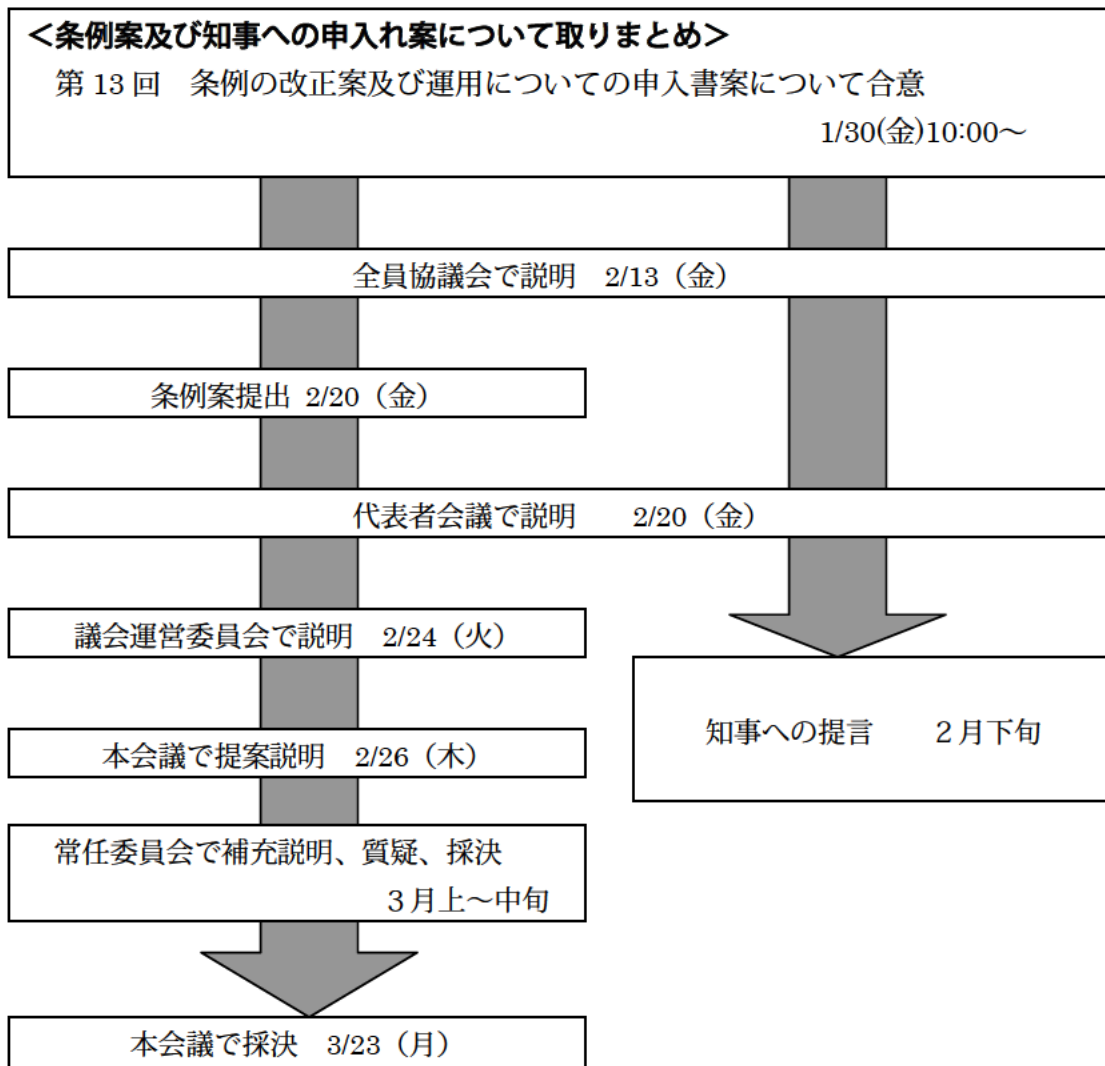 ＜条例案及び知事への申入れ案について取りまとめ＞
第 13 回　条例の改正案及び運用についての申入書案について合意
1/30(金)10:00～
全員協議会で説明　2/13（金）
条例案提出 2/20（金）
代表者会議で説明　　2/20（金）
議会運営委員会で説明　2/24（火）
知事への提言　　２月下旬
本会議で提案説明　2/26（木）
常任委員会で補充説明、質疑、採決
３月上～中旬
本会議で採決　3/23（月）